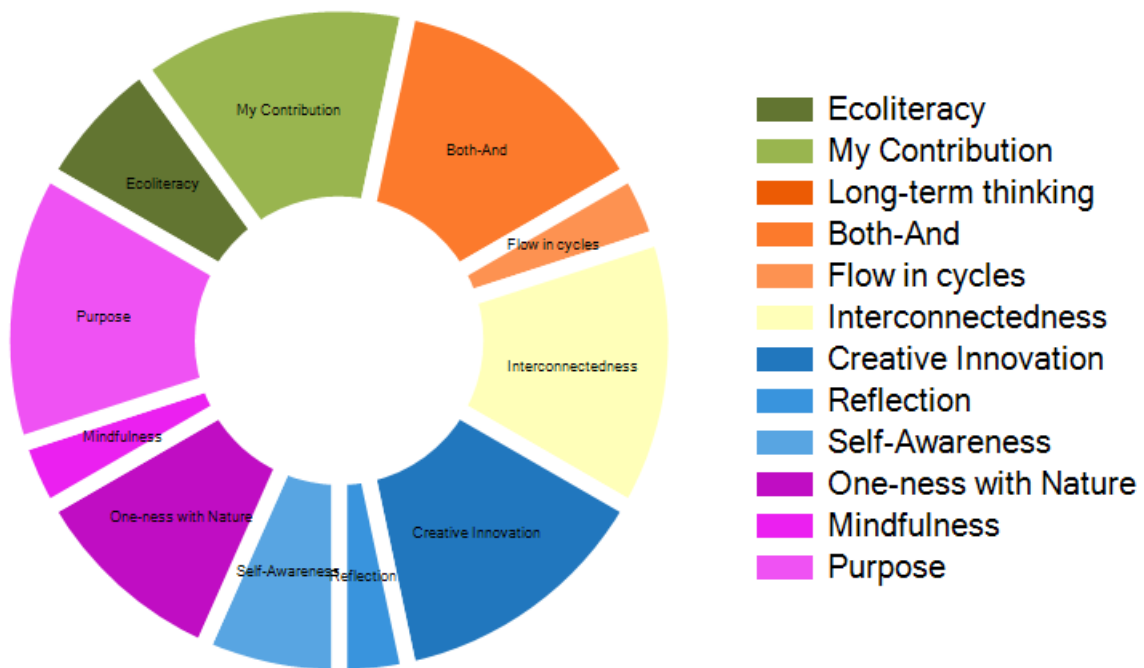 My Contribution
Both-And
Ecoliteracy
Flow in cycles
Purpose
Interconnectedness
Mindfulness
One-ness with Nature
Creative Innovation
Self-Awareness
Reflection
Ecoliteracy
My Contribution
Long-term thinking
Both-And
Flow in cycles
Interconnectedness
Creative Innovation
Reflection
Self-Awareness
One-ness with Nature
Mindfulness
Purpose